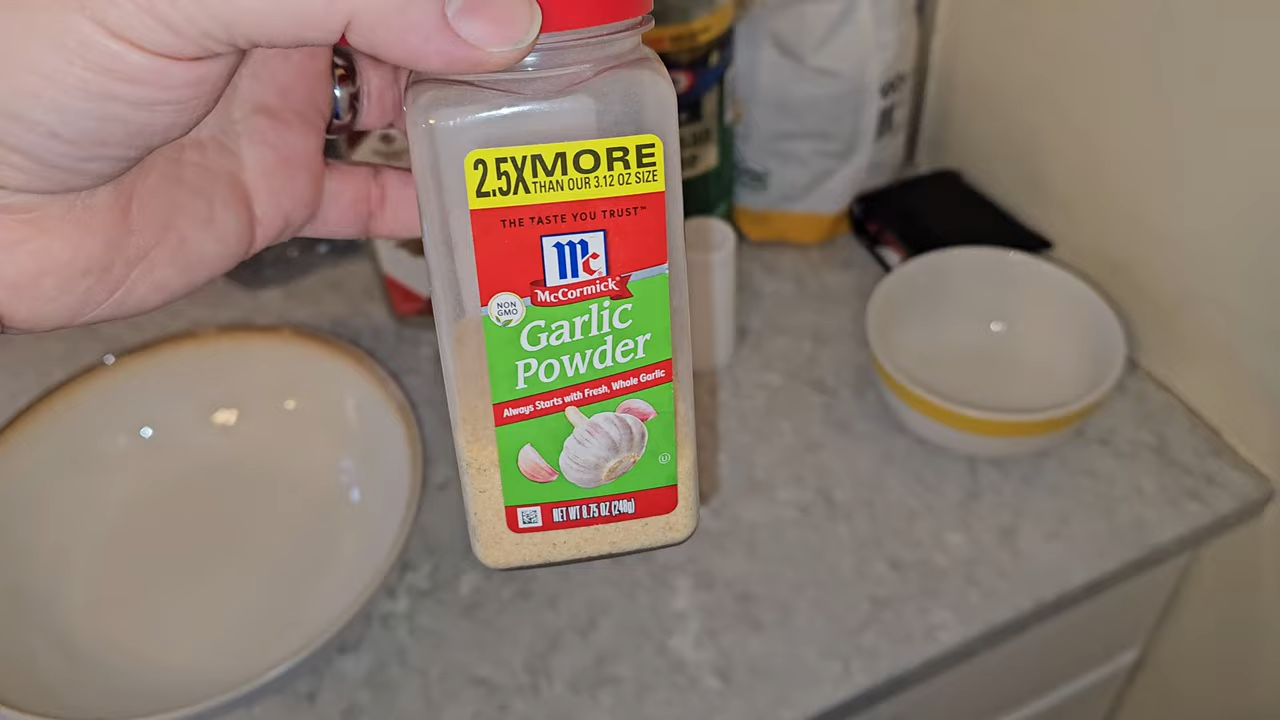 2.5X MORE
THAN OUR 3.12 OZ SIZE
THE TASTE YOU TRUST™
Mc
McCormick®
NON
GMO
Garlic
Powder
Always Starts with Fresh, Whole Garlic
U
NET WT 8.75 OZ (248g)